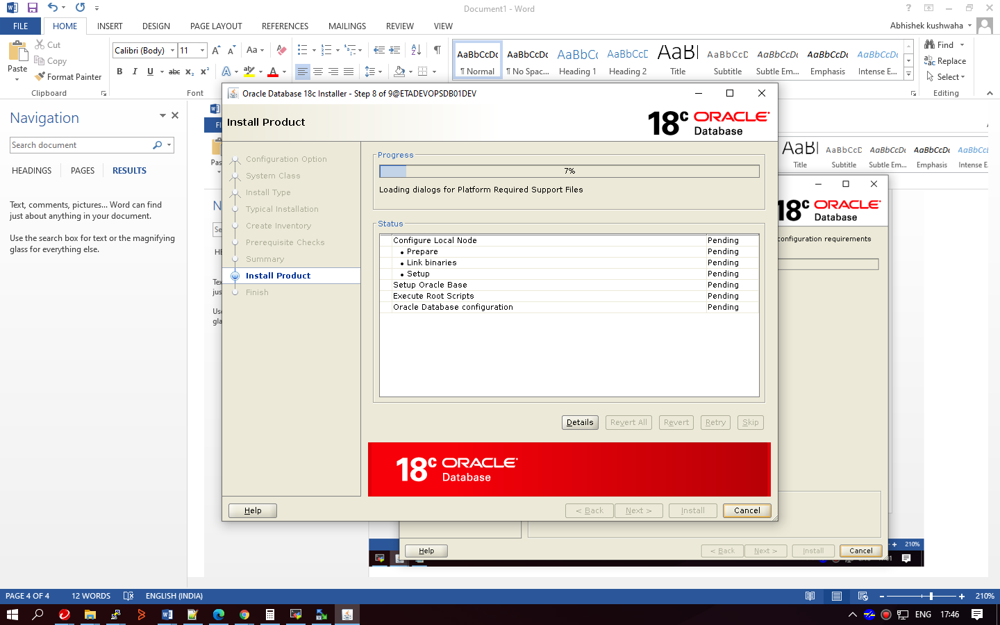 Document1 - Word
FILE
HOME
INSERT
DESIGN
PAGE LAYOUT
REFERENCES
MAILINGS
REVIEW
VIEW
Abhishek kushwaha
Paste
Cut
Copy
Format Painter
Clipboard
Calibri (Body)
11
Font
AaBbCcDc
¶ Normal
AaBbCcDc
¶ No Spac...
AaBbCc
Heading 1
AaBbCcD
Heading 2
AaBl
Title
AaBbCcD
Subtitle
AaBbCcDc
Subtle Em...
AaBbCcDc
Emphasis
AaBbCcDc
Intense E...
Find
Replace
Select
Editing
Navigation
Search document
HEADINGS
PAGES
RESULTS
Text, comments, pictures... Word can find
just about anything in your document.
Use the search box for text or the magnifying
glass for everything else.
Oracle Database 18c Installer - Step 8 of 9@ETADEVOPSDB01DEV
Install Product
18c ORACLE
Database
Configuration Option
System Class
Install Type
Typical Installation
Create Inventory
Prerequisite Checks
Summary
Install Product
Finish
Progress
7%
Loading dialogs for Platform Required Support Files
Status
Configure Local Node Pending
• Prepare Pending
• Link binaries Pending
• Setup Pending
Setup Oracle Base Pending
Execute Root Scripts Pending
Oracle Database configuration Pending
Details
Revert All
Revert
Retry
Skip
18c ORACLE
Database
Help
< Back
Next >
Install
Cancel
AaBl
Title
AaBbCcD
Subtitle
AaBbCcDc
Subtle Em...
AaBbCcDc
Emphasis
AaBbCc
Intense E
18c ORACLE
Database
configuration requirements
Help
< Back
Next >
Install
Cancel
210%
PAGE 4 OF 4
12 WORDS
ENGLISH (INDIA)
210%
ENG
17:46